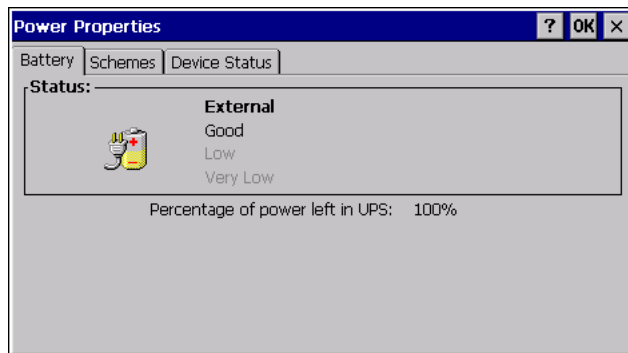 Power Properties ? OK ×
Battery Schemes Device Status
Status:
External
Good
Low
Very Low
Percentage of power left in UPS: 100%